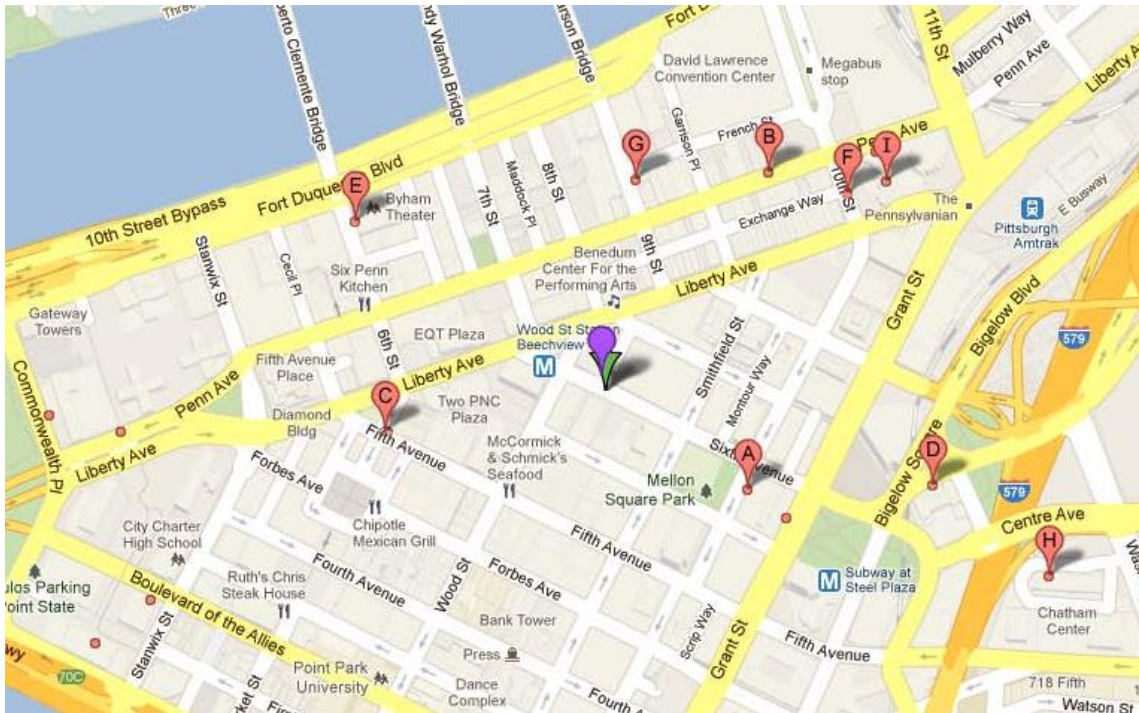 Three
10th Street Bypass
Fort Duque
Blvd
Fort Du
11th St
Mulberry Way
Penn Ave
Liberty A
David Lawrence
Convention Center
Megabus
stop
French St
Garrison Pl
G
B
F
I
E
Byham
Theater
7th St
Maddock Pl
8th St
9th St
10th St
Exchange Way
The
Pennsylvanian
E Busway
Pittsburgh
Amtrak
Stanwix St
Cecil Pl
Six Penn
Kitchen
Benedum
Center For the
Performing Arts
Liberty Ave
Gateway
Towers
EQT Plaza
6th St
Wood St Station
Beechview
M
Grant St
Bigelow Blvd
579
Smithfield St
Montour Way
Fifth Avenue
Place
Penn Ave
Liberty Ave
Commonwealth Pl
C
Two PNC
Plaza
Diamond
Bldg
Fifth Avenue
McCormick
& Schmick's
Seafood
Liberty Ave
Forbes Ave
Sixth Avenue
A
Mellon
Square Park
D
579
Centre Ave
City Charter
High School
Chipotle
Mexican Grill
Fifth Avenue
H
Ruth's Chris
Steak House
Fourth Avenue
Wood St
Forbes Ave
M
Subway at
Steel Plaza
Chatham
Center
Boulevard of the Allies
Bank Tower
Scrip Way
Fifth Avenue
Stanwix St
Press
Grant St
Point Park
University
Dance
Complex
Fourth A
718 Fifth
Watson St
70C